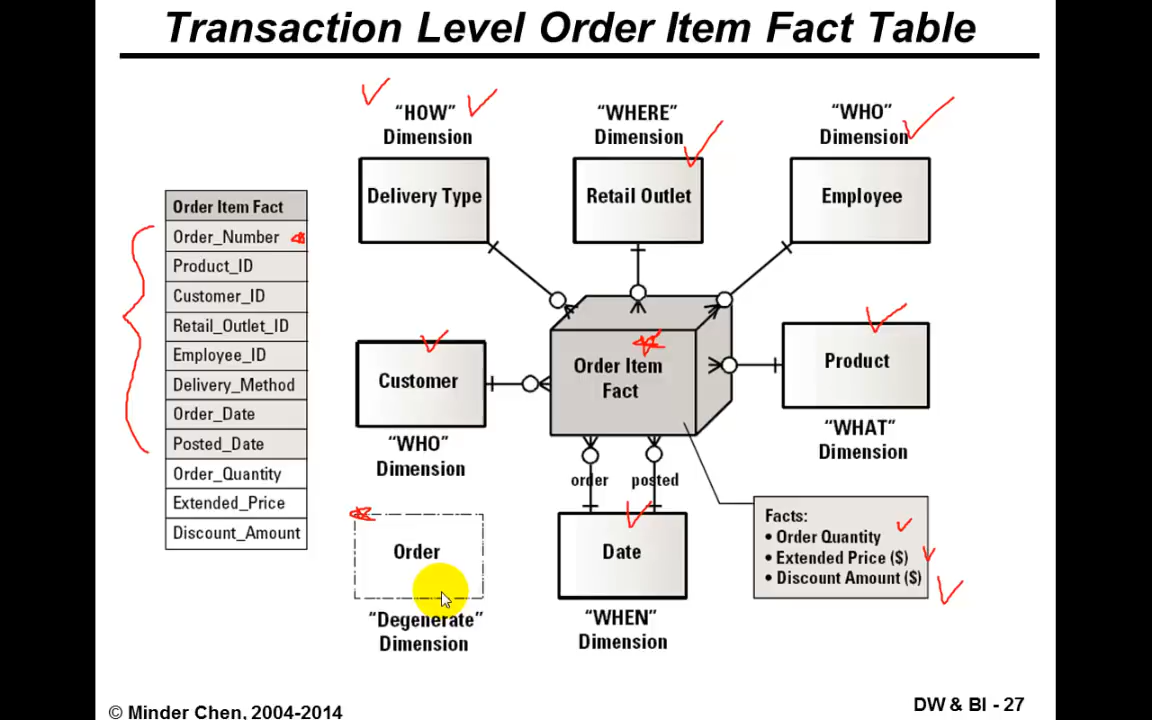 Transaction Level Order Item Fact Table
“HOW”
Dimension
“WHERE”
Dimension
“WHO”
Dimension
Delivery Type
Retail Outlet
Employee
Order Item Fact
Order_Number
Product_ID
Customer_ID
Retail_Outlet_ID
Employee_ID
Delivery_Method
Order_Date
Posted_Date
Order_Quantity
Extended_Price
Discount_Amount
Customer
“WHO”
Dimension
Order Item
Fact
Product
“WHAT”
Dimension
order
posted
Order
“Degenerate”
Dimension
Date
“WHEN”
Dimension
Facts:
• Order Quantity
• Extended Price ($)
• Discount Amount ($)
© Minder Chen, 2004-2014
DW & BI - 27